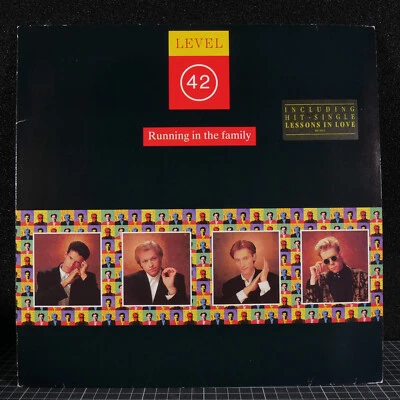 LEVEL
42
Running in the family
INCLUDING
HIT-SINGLE
LESSONS IN LOVE